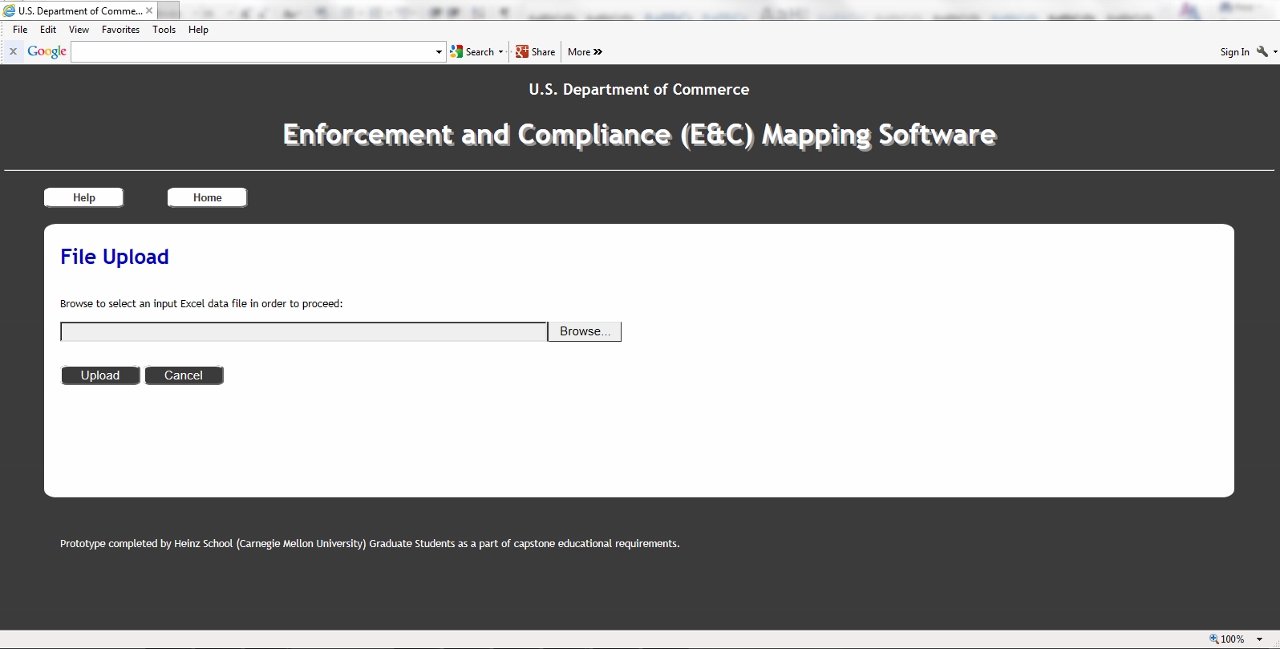 U.S. Department of Comme...
File Edit View Favorites Tools Help
x Google Search Share More » Sign In
U.S. Department of Commerce
Enforcement and Compliance (E&C) Mapping Software
Help Home
File Upload
Browse to select an input Excel data file in order to proceed:
Browse...
Upload Cancel
Prototype completed by Heinz School (Carnegie Mellon University) Graduate Students as a part of capstone educational requirements.
100%